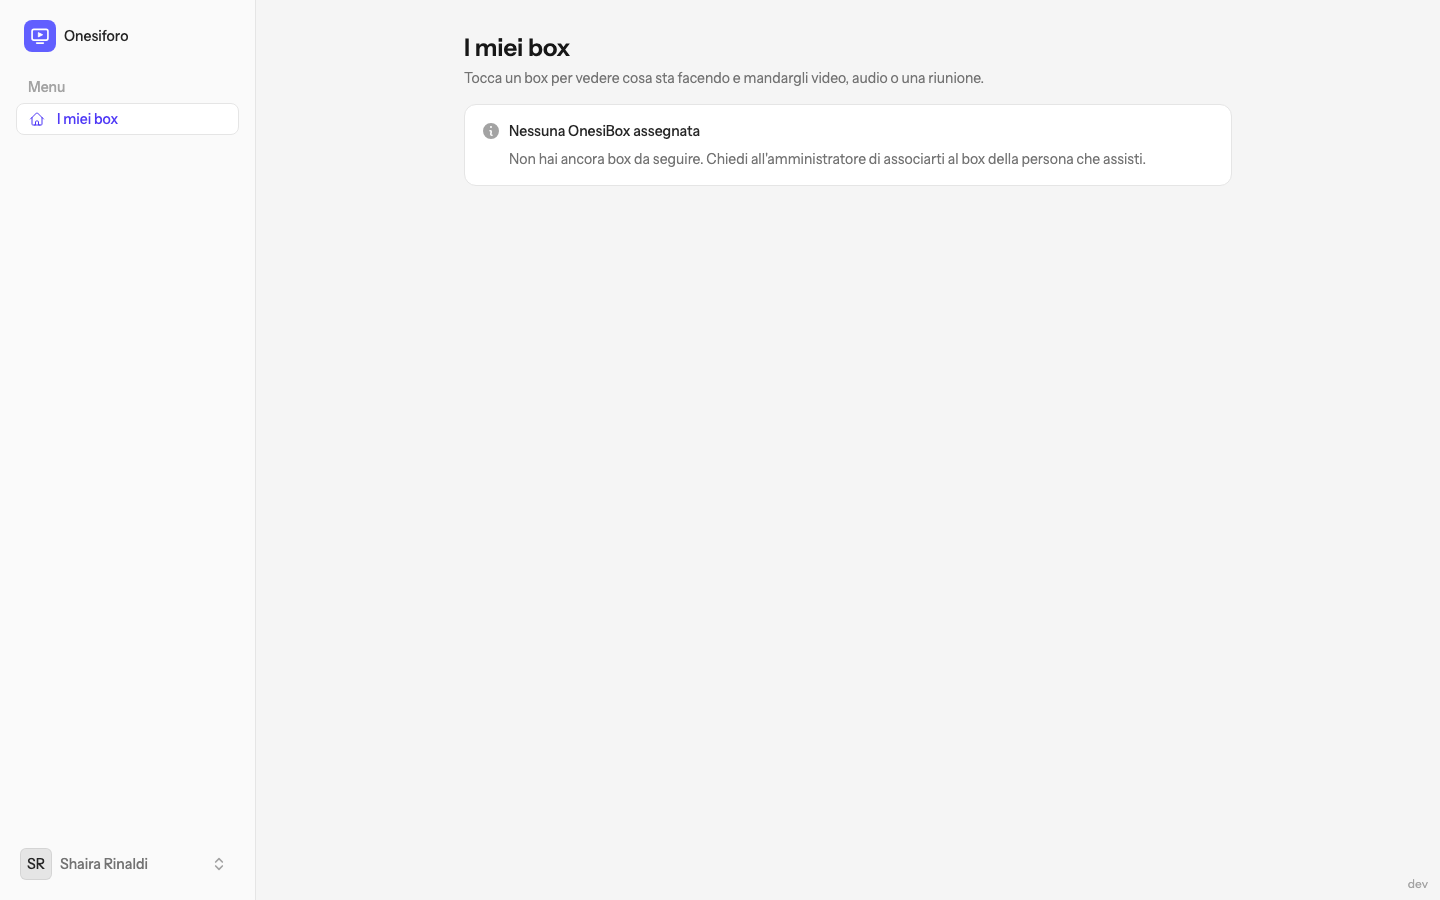 Onesiforo
Menu
I miei box
I miei box
Tocca un box per vedere cosa sta facendo e mandargli video, audio o una riunione.
Nessuna OnesiBox assegnata
Non hai ancora box da seguire. Chiedi all'amministratore di associarti al box della persona che assisti.
SR Shaira Rinaldi
dev